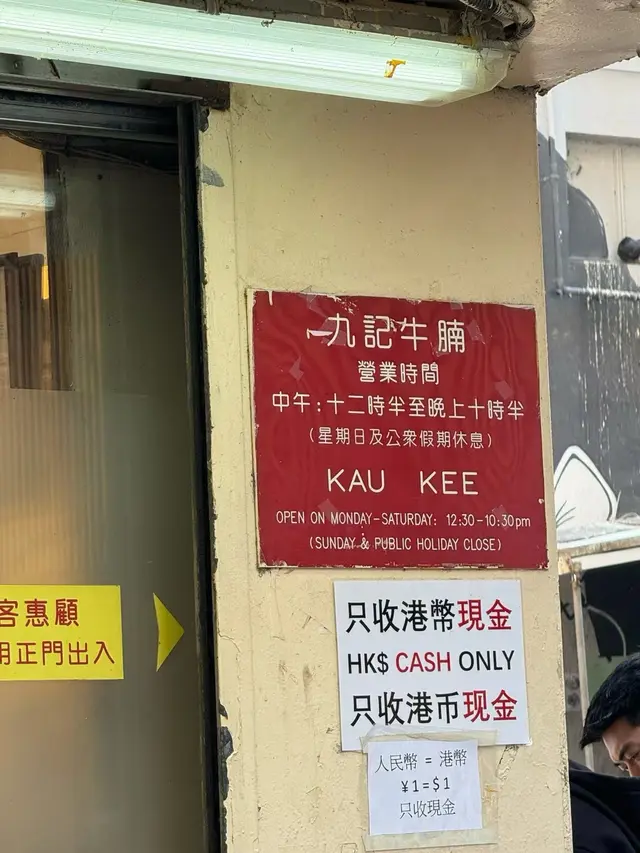 九記牛腩
營業時間
中午:十二時半至晚上十時半
(星期日及公眾假期休息)
KAU KEE
OPEN ON MONDAY-SATURDAY: 12:30-10:30pm
(SUNDAY & PUBLIC HOLIDAY CLOSE)
客惠顧
用正門出入
只收港幣現金
HK$ CASH ONLY
只收港币现金
人民幣 = 港幣
¥1=$1
只收現金